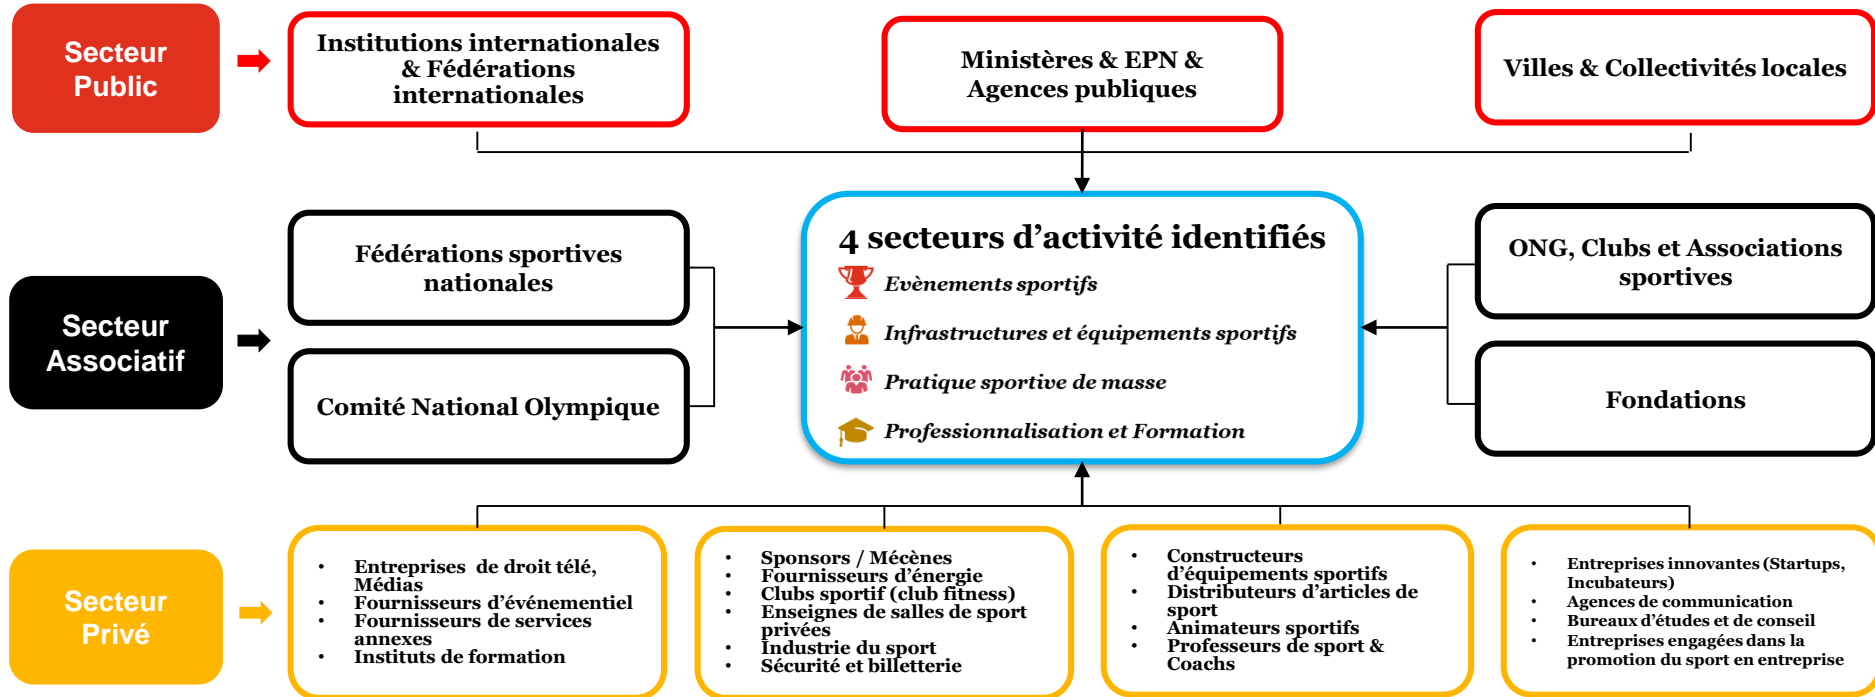 Secteur
Public
Institutions internationales
& Fédérations
internationales
Ministères & EPN &
Agences publiques
Villes & Collectivités locales
Secteur
Associatif
Fédérations sportives
nationales
Comité National Olympique
4 secteurs d’activité identifiés
Evènements sportifs
Infrastructures et équipements sportifs
Pratique sportive de masse
Professionnalisation et Formation
ONG, Clubs et Associations
sportives
Fondations
Secteur
Privé
• Entreprises de droit télé,
Médias
• Fournisseurs d’événementiel
• Fournisseurs de services
annexes
• Instituts de formation
• Sponsors / Mécènes
• Fournisseurs d’énergie
• Clubs sportif (club fitness)
• Enseignes de salles de sport
privées
• Industrie du sport
• Sécurité et billetterie
• Constructeurs
d’équipements sportifs
• Distributeurs d’articles de
sport
• Animateurs sportifs
• Professeurs de sport &
Coachs
• Entreprises innovantes (Startups,
Incubateurs)
• Agences de communication
• Bureaux d’études et de conseil
• Entreprises engagées dans la
promotion du sport en entreprise